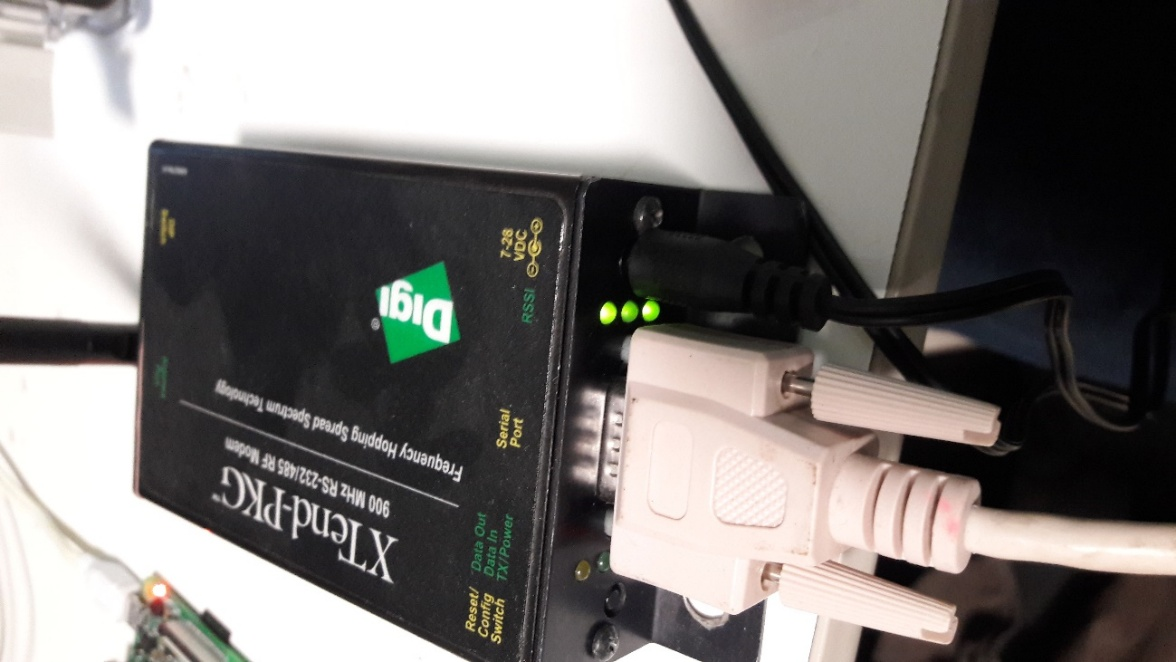 XTend-PKG™
900 MHz RS-232/485 RF Modem
Frequency Hopping Spread Spectrum Technology
Digi®
Reset/
Config
Switch
Data Out
Data In
TX/Power
Serial
Port
RSSI
7-28
VDC